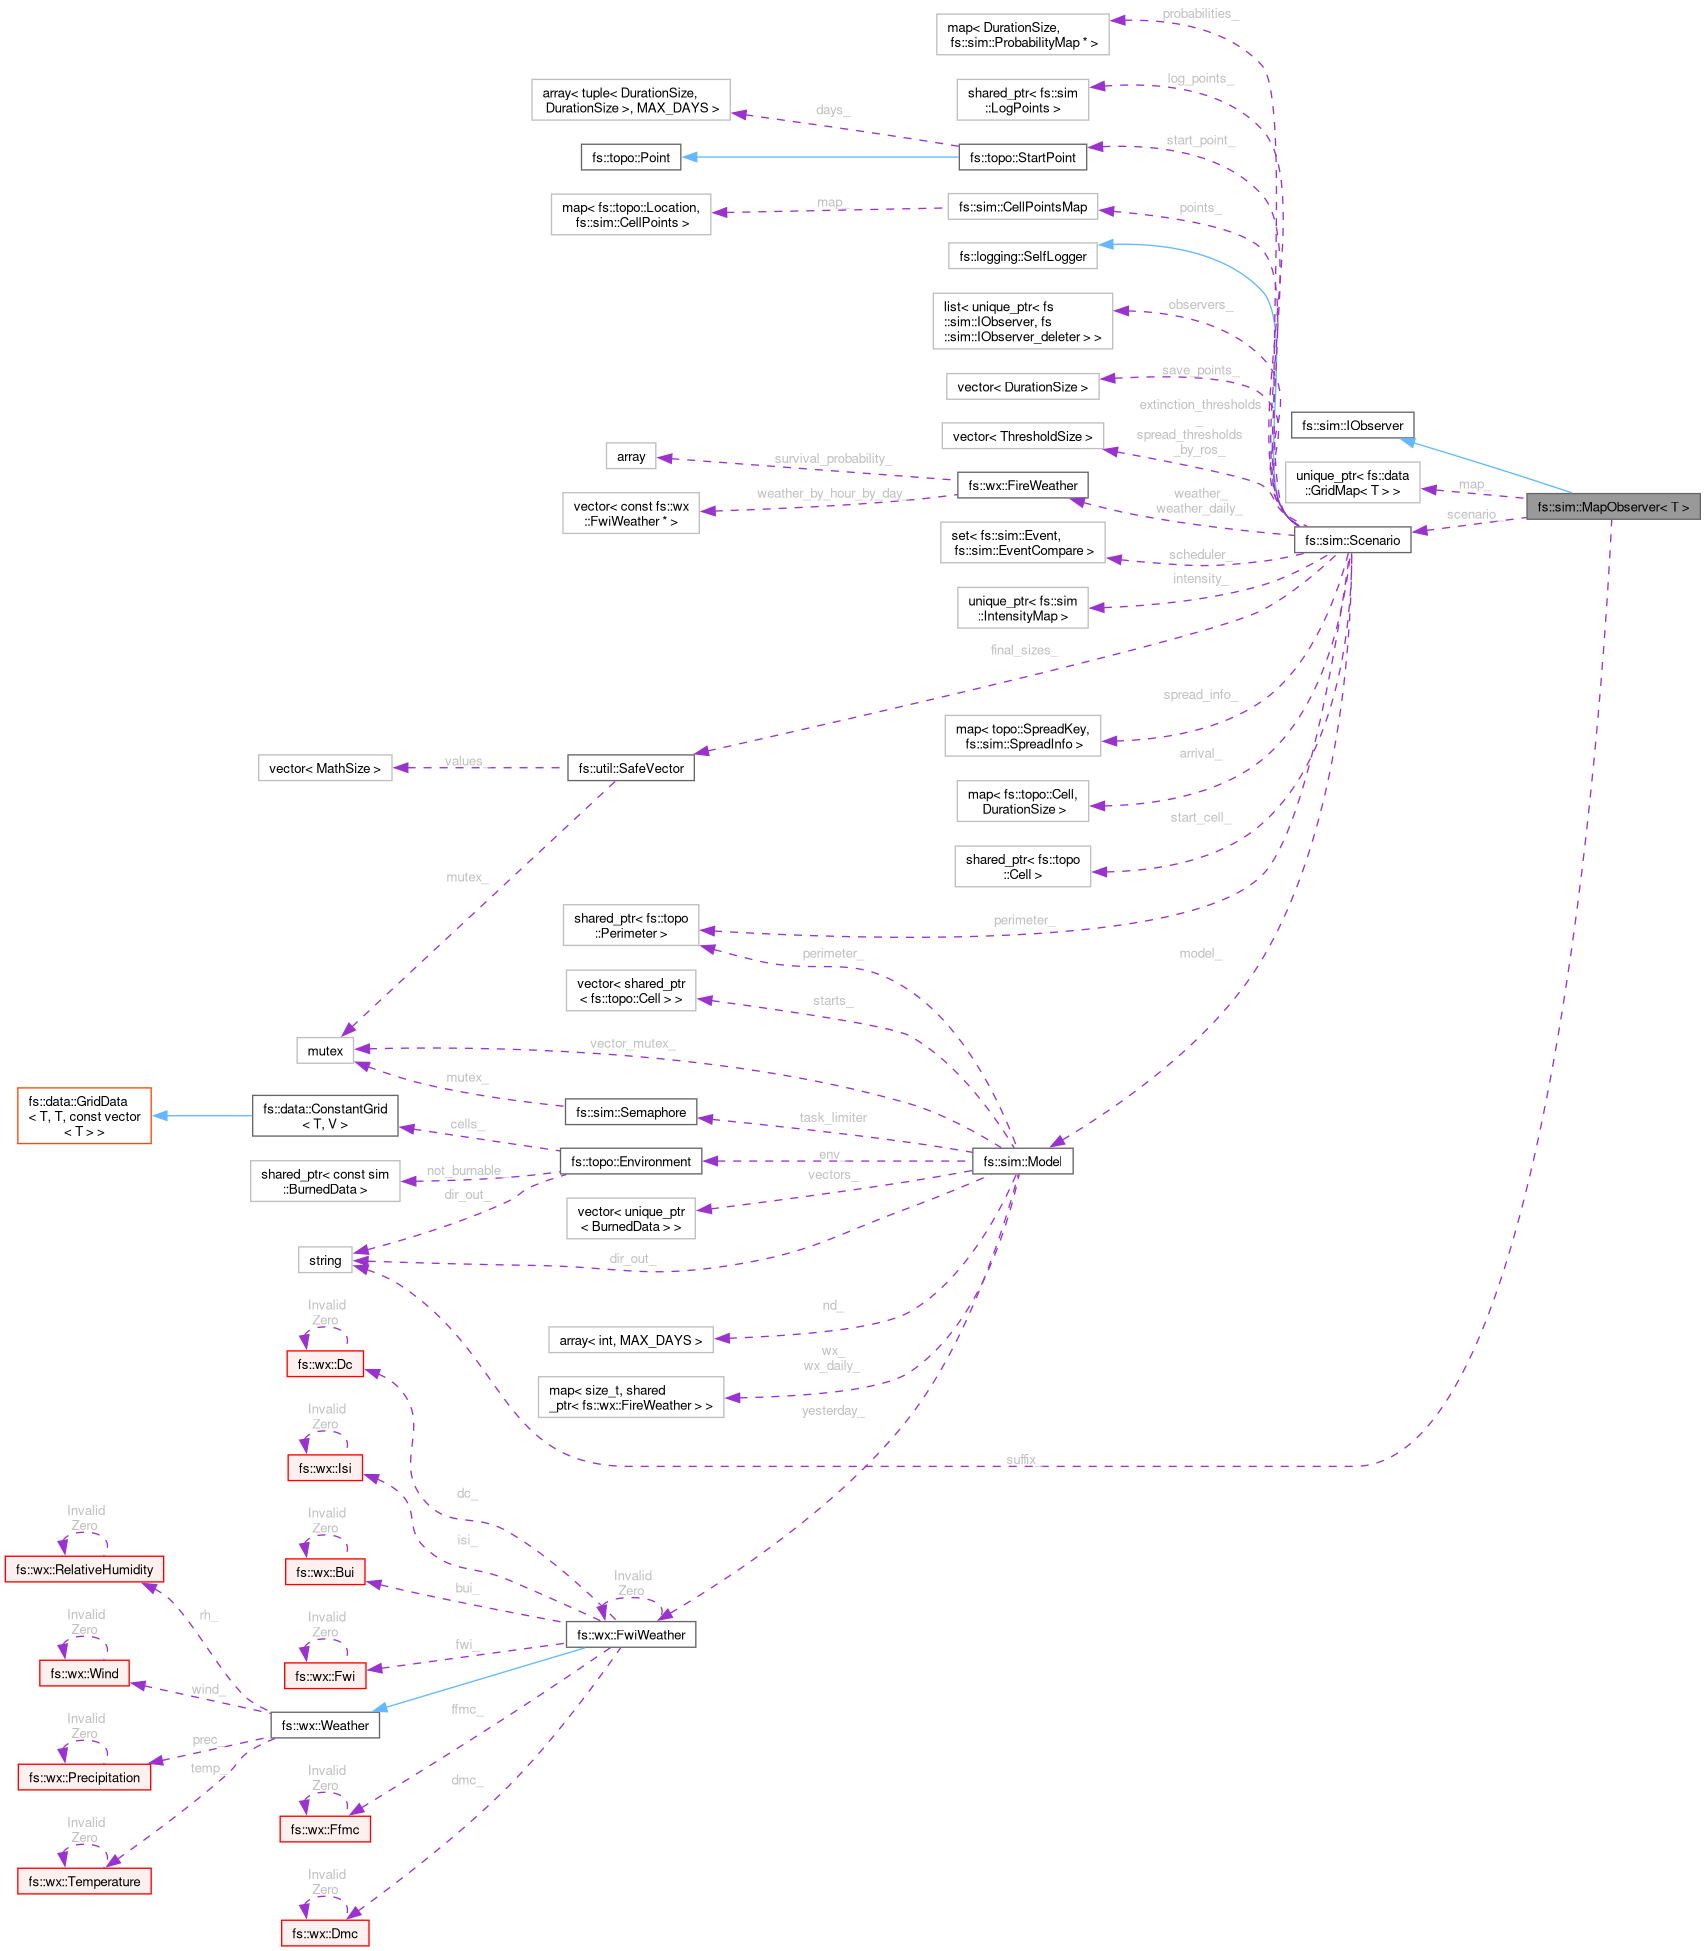 probabilities_
map< DurationSize,
fs::sim::ProbabilityMap * >
log_points_
shared_ptr< fs::sim
::LogPoints >
array< tuple< DurationSize,
DurationSize >, MAX_DAYS >
days_
start_point_
fs::topo::Point
fs::topo::StartPoint
map< fs::topo::Location,
fs::sim::CellPoints >
map_
fs::sim::CellPointsMap
points_
fs::logging::SelfLogger
list< unique_ptr< fs
::sim::IObserver, fs
::sim::IObserver_deleter > >
observers_
vector< DurationSize >
save_points_
extinction_thresholds
_
spread_thresholds
_by_ros_
vector< ThresholdSize >
fs::sim::IObserver
array
survival_probability_
fs::wx::FireWeather
unique_ptr< fs::data
::GridMap< T > >
map_
vector< const fs::wx
::FwiWeather * >
weather_by_hour_by_day_
weather_
weather_daily_
scenario_
fs::sim::MapObserver< T >
set< fs::sim::Event,
fs::sim::EventCompare >
scheduler_
fs::sim::Scenario
unique_ptr< fs::sim
::IntensityMap >
intensity_
final_sizes_
spread_info_
map< topo::SpreadKey,
fs::sim::SpreadInfo >
arrival_
vector< MathSize >
values_
fs::util::SafeVector
map< fs::topo::Cell,
DurationSize >
start_cell_
shared_ptr< fs::topo
::Cell >
mutex_
shared_ptr< fs::topo
::Perimeter >
perimeter_
perimeter_
model_
vector< shared_ptr
< fs::topo::Cell > >
starts_
mutex
vector_mutex_
mutex_
fs::data::GridData
< T, T, const vector
< T > >
fs::data::ConstantGrid
< T, V >
fs::sim::Semaphore
task_limiter
cells_
fs::topo::Environment
env_
fs::sim::Model
shared_ptr< const sim
::BurnedData >
not_burnable_
vectors_
dir_out_
vector< unique_ptr
< BurnedData > >
string
dir_out_
Invalid
Zero
fs::wx::Dc
nd_
array< int, MAX_DAYS >
wx_
wx_daily_
map< size_t, shared
_ptr< fs::wx::FireWeather > >
yesterday_
Invalid
Zero
fs::wx::Isi
suffix_
dc_
isi_
Invalid
Zero
fs::wx::RelativeHumidity
Invalid
Zero
fs::wx::Bui
bui_
Invalid
Zero
fs::wx::FwiWeather
rh_
Invalid
Zero
fs::wx::Wind
Invalid
Zero
fs::wx::Fwi
fwi_
wind_
fs::wx::Weather
ffmc_
Invalid
Zero
fs::wx::Precipitation
prec_
temp_
Invalid
Zero
fs::wx::Ffmc
dmc_
Invalid
Zero
fs::wx::Temperature
Invalid
Zero
fs::wx::Dmc